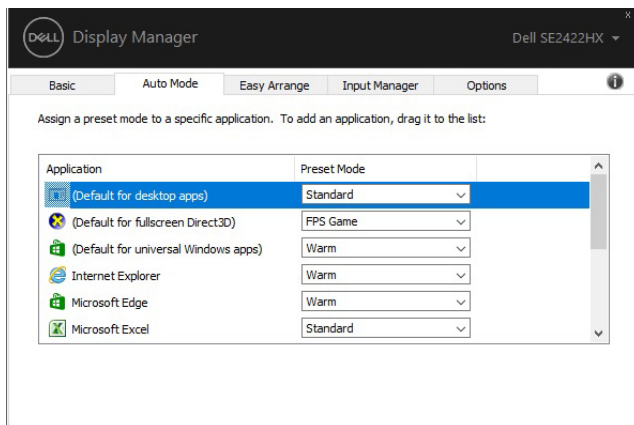 DELL Display Manager
Dell SE2422HX
x
Basic Auto Mode Easy Arrange Input Manager Options
Assign a preset mode to a specific application. To add an application, drag it to the list:
Application Preset Mode
(Default for desktop apps) Standard
(Default for fullscreen Direct3D) FPS Game
(Default for universal Windows apps) Warm
Internet Explorer Warm
Microsoft Edge Warm
Microsoft Excel Standard